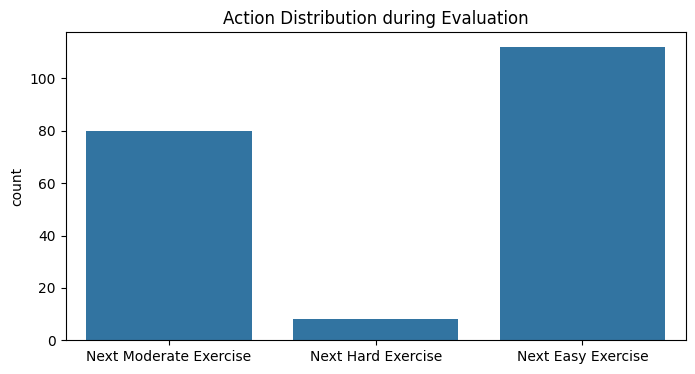 Action Distribution during Evaluation
count
100
80
60
40
20
0
Next Moderate Exercise
Next Hard Exercise
Next Easy Exercise